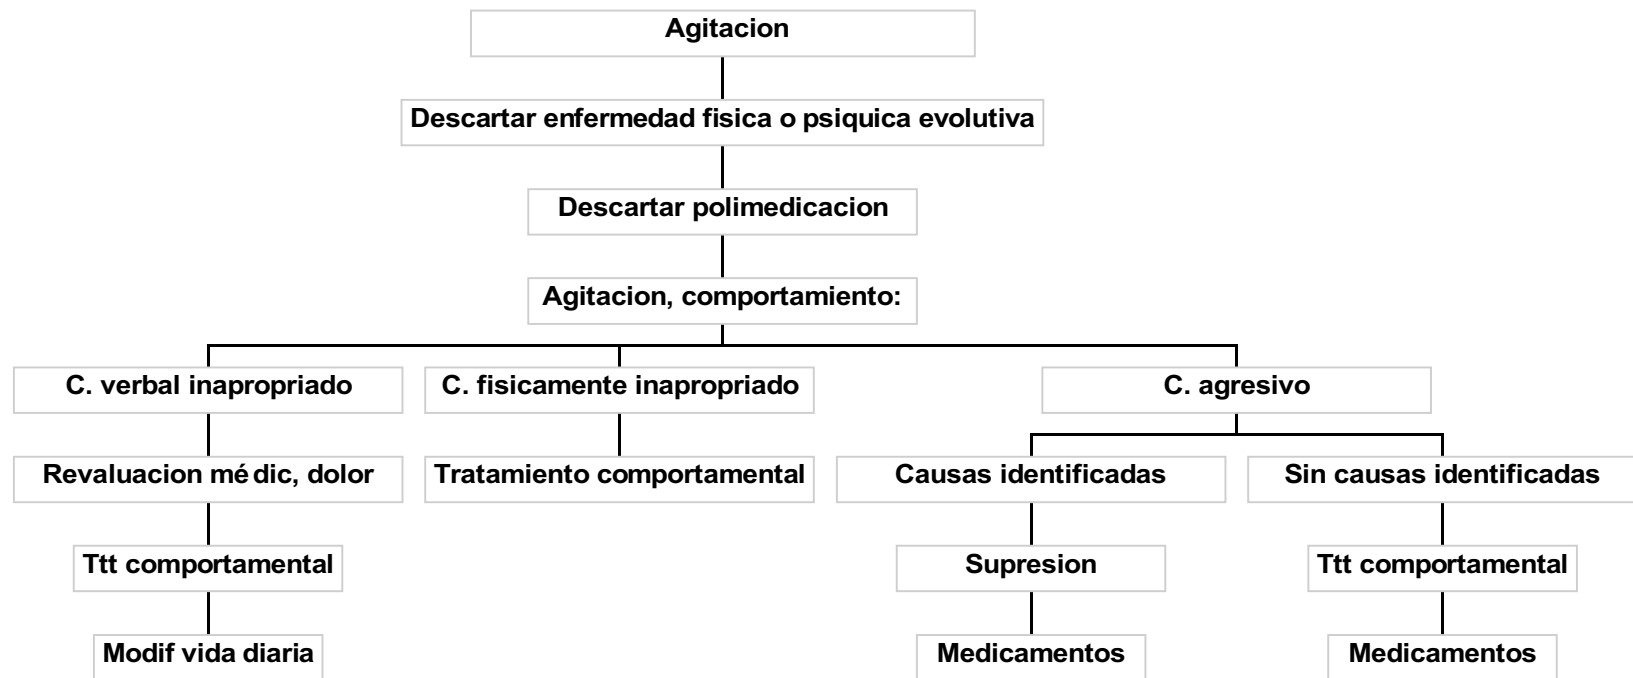 Agitacion
Descartar enfermedad fisica o psiquica evolutiva
Descartar polimedicacion
Agitacion, comportamiento:
C. verbal inapropriado
C. fisicamente inapropriado
C. agresivo
Revaluacion médic, dolor
Tratamiento comportamental
Causas identificadas
Sin causas identificadas
Ttt comportamental
Supresion
Ttt comportamental
Modif vida diaria
Medicamentos
Medicamentos